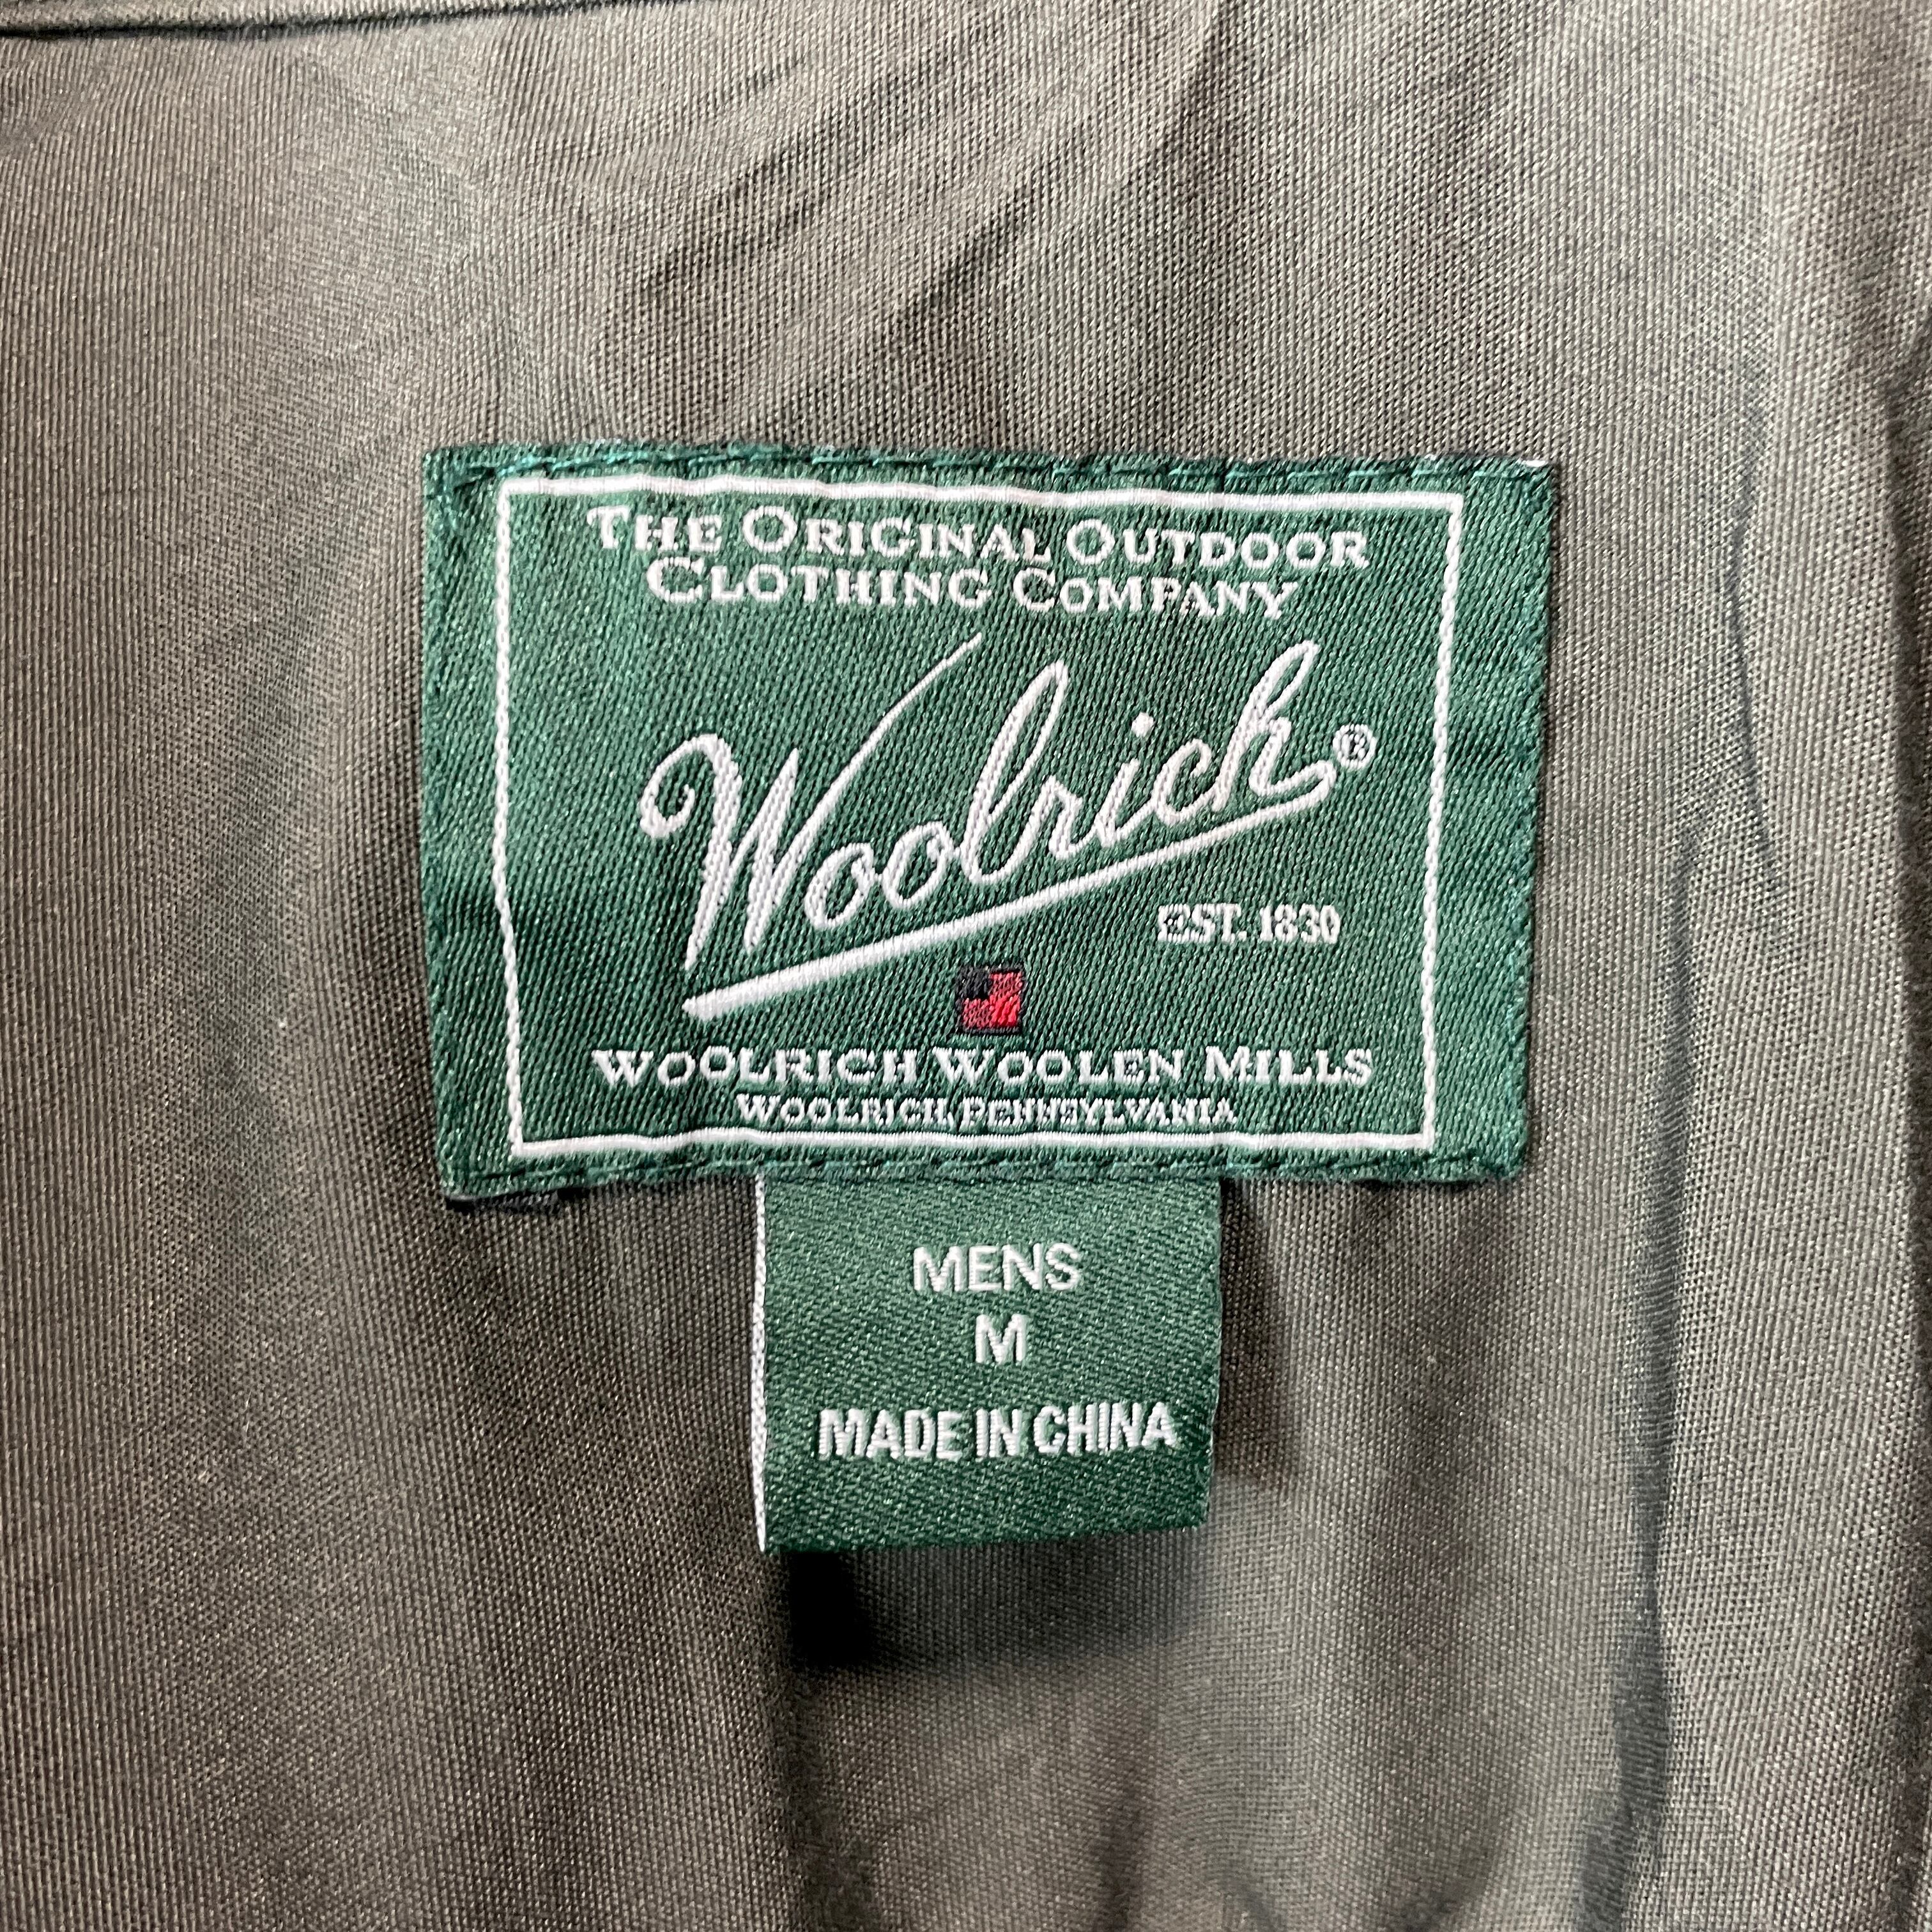 THE ORIGINAL OUTDOOR
CLOTHING COMPANY
Woolrich®
EST. 1830
WOOLRICH WOOLEN MILLS
WOOLRICH, PENNSYLVANIA
MENS
M
MADE IN CHINA